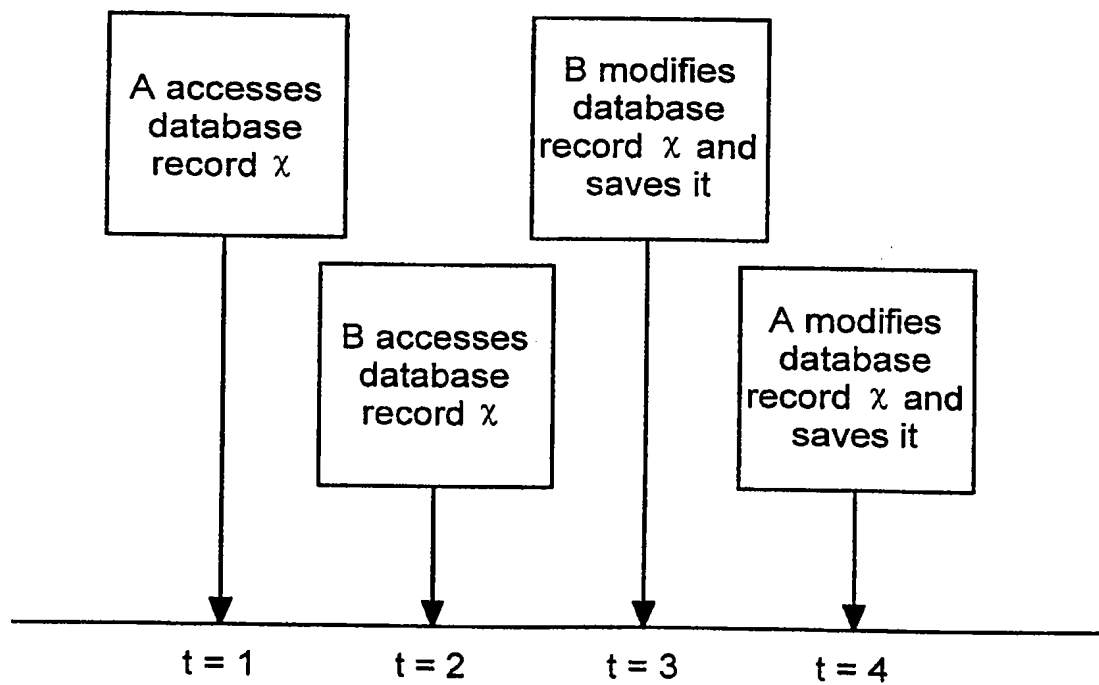 A accesses
database
record χ
B modifies
database
record χ and
saves it
B accesses
database
record χ
A modifies
database
record χ and
saves it
t = 1
t = 2
t = 3
t = 4